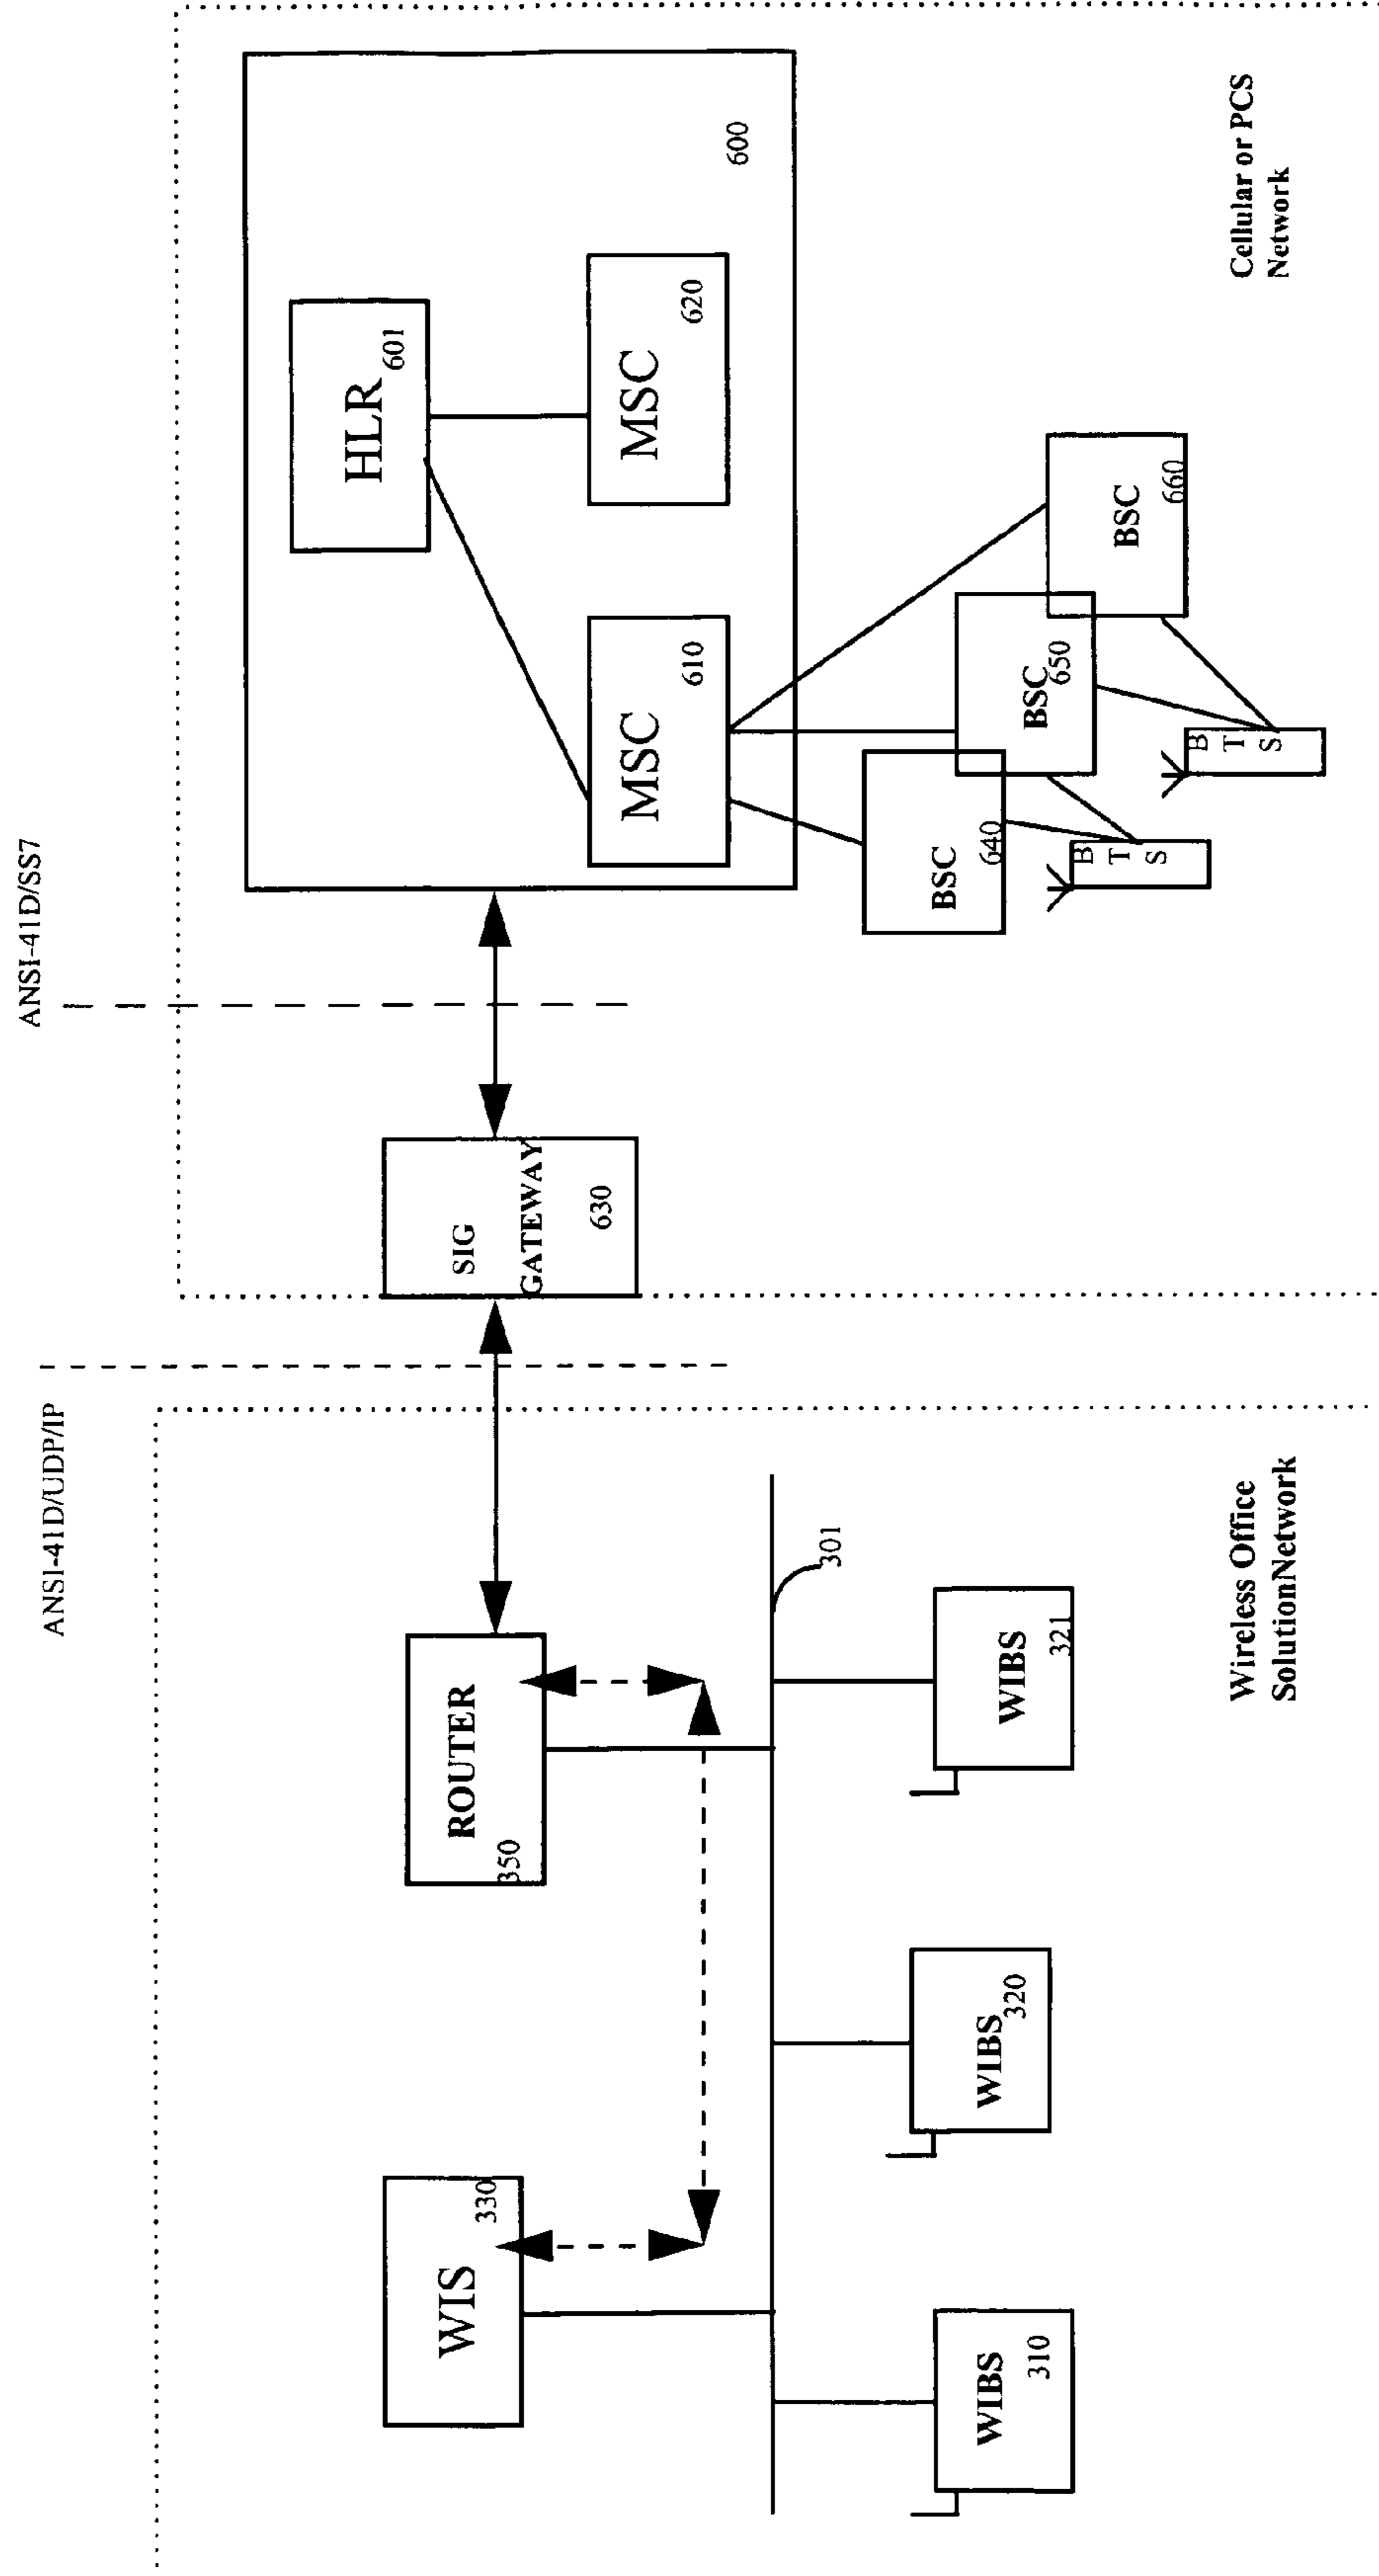 ANSI-41D/UDP/IP
ANSI-41D/SS7
WIS
330
ROUTER
350
SIG
GATEWAY
630
HLR
601
MSC
610
MSC
620
600
301
WIBS
310
WIBS
320
WIBS
321
BSC
640
BSC
650
BSC
660
B
T
S
B
T
S
Wireless Office
SolutionNetwork
Cellular or PCS
Network